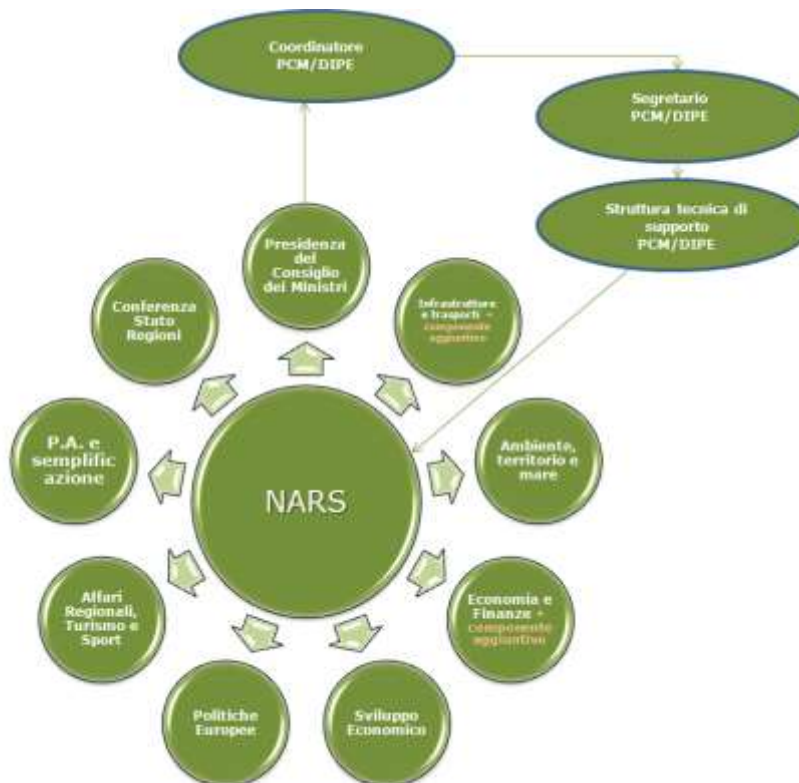 Coordinatore
PCM/DIPE
Segretario
PCM/DIPE
Struttura tecnica di
supporto
PCM/DIPE
Presidenza
del
Consiglio
dei Ministri
Infrastrutture
e trasporti +
componente
aggiuntivo
Ambiente,
territorio e
mare
Economia e
Finanze +
componente
aggiuntivo
Sviluppo
Economico
Politiche
Europee
Affari
Regionali,
Turismo e
Sport
P.A. e
semplific
azione
Conferenza
Stato
Regioni
NARS